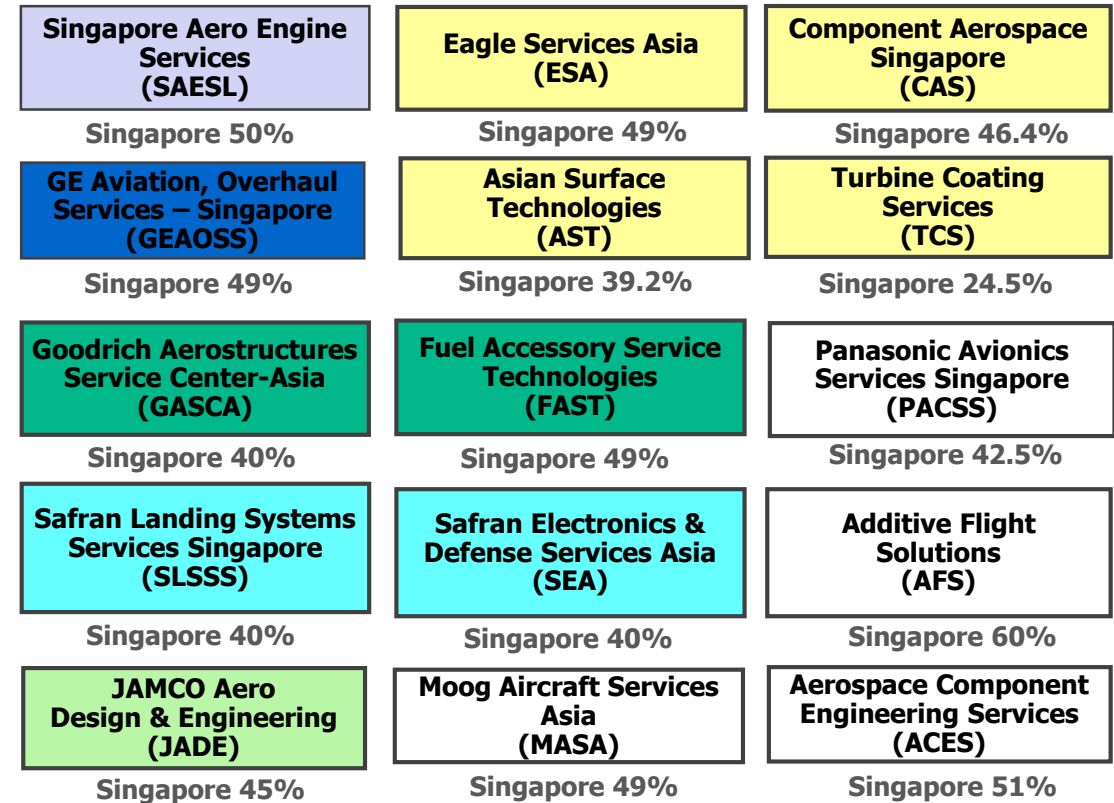 Singapore Aero Engine
Services
(SAESL)
Singapore 50%
Eagle Services Asia
(ESA)
Singapore 49%
Component Aerospace
Singapore
(CAS)
Singapore 46.4%
GE Aviation, Overhaul
Services – Singapore
(GEAOSS)
Singapore 49%
Asian Surface
Technologies
(AST)
Singapore 39.2%
Turbine Coating
Services
(TCS)
Singapore 24.5%
Goodrich Aerostructures
Service Center-Asia
(GASCA)
Singapore 40%
Fuel Accessory Service
Technologies
(FAST)
Singapore 49%
Panasonic Avionics
Services Singapore
(PACSS)
Singapore 42.5%
Safran Landing Systems
Services Singapore
(SLSSS)
Singapore 40%
Safran Electronics &
Defense Services Asia
(SEA)
Singapore 40%
Additive Flight
Solutions
(AFS)
Singapore 60%
JAMCO Aero
Design & Engineering
(JADE)
Singapore 45%
Moog Aircraft Services
Asia
(MASA)
Singapore 49%
Aerospace Component
Engineering Services
(ACES)
Singapore 51%